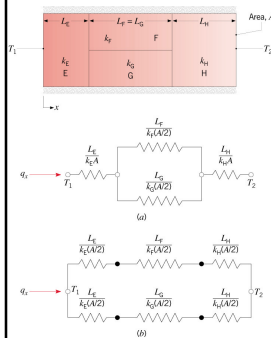 L_E L_F = L_G L_H
Area, A
k_F F
T_1 T_2
k_E k_H
E k_G H
G
x
L_F
k_F(A/2)
L_E L_H
k_E A k_H A
q_x T_1 T_2
L_G
k_G(A/2)
(a)
L_E L_F L_H
k_E(A/2) k_F(A/2) k_H(A/2)
q_x T_1 T_2
L_E L_G L_H
k_E(A/2) k_G(A/2) k_H(A/2)
(b)